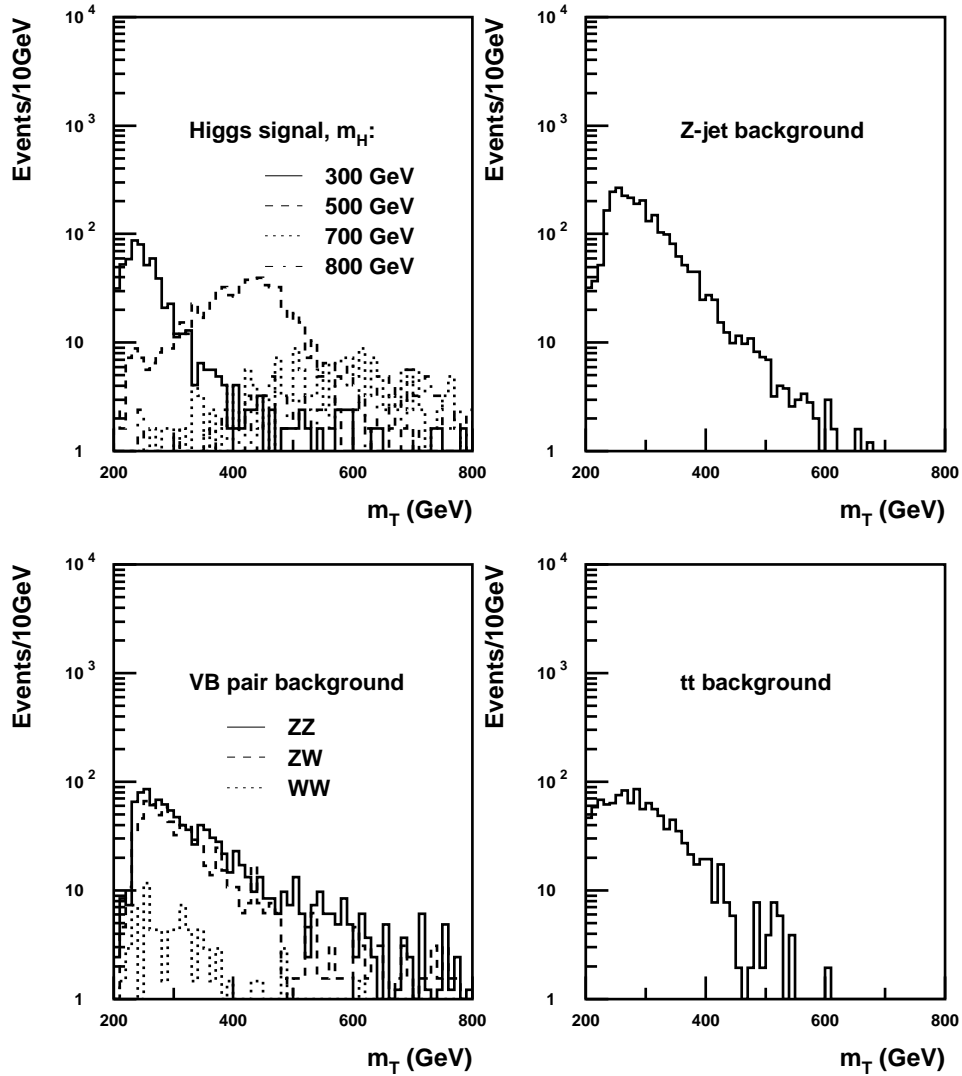 Events/10GeV
10^4
10^3
10^2
10
1
Higgs signal, m_H:
300 GeV
500 GeV
700 GeV
800 GeV
200
400
600
800
m_T (GeV)
Events/10GeV
10^4
10^3
10^2
10
1
Z-jet background
200
400
600
800
m_T (GeV)
Events/10GeV
10^4
10^3
10^2
10
1
VB pair background
ZZ
ZW
WW
200
400
600
800
m_T (GeV)
Events/10GeV
10^4
10^3
10^2
10
1
tt background
200
400
600
800
m_T (GeV)